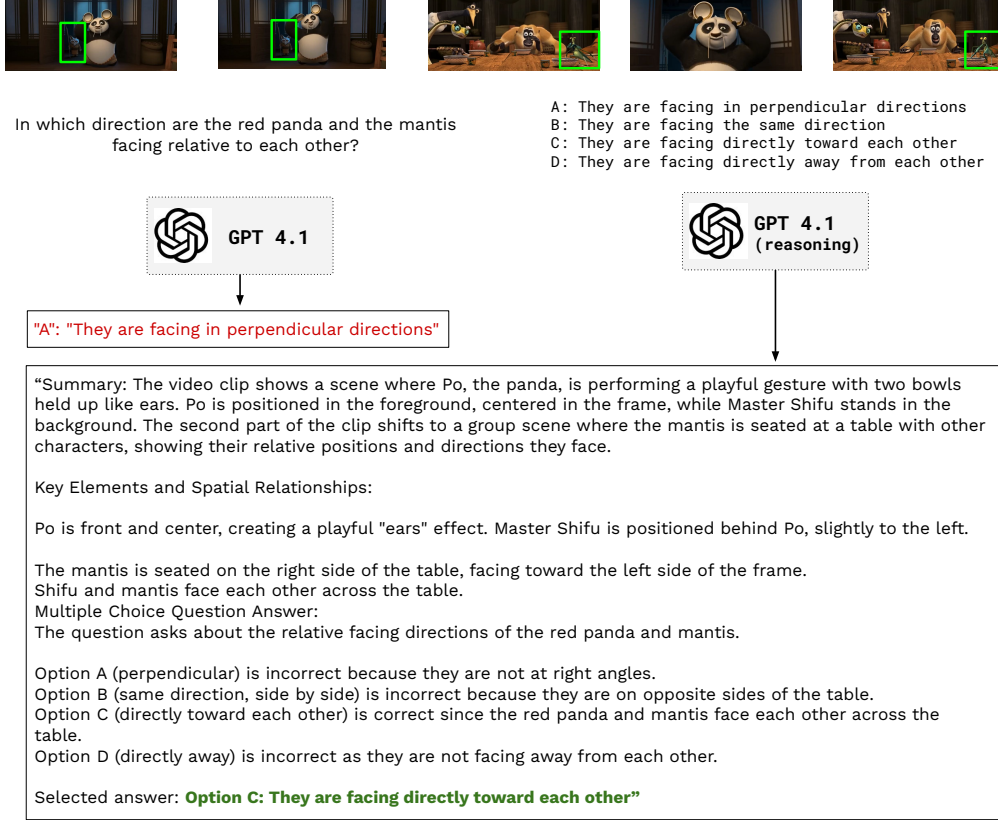 In which direction are the red panda and the mantis
facing relative to each other?
A: They are facing in perpendicular directions
B: They are facing the same direction
C: They are facing directly toward each other
D: They are facing directly away from each other
GPT 4.1
GPT 4.1
(reasoning)
"A": "They are facing in perpendicular directions"
“Summary: The video clip shows a scene where Po, the panda, is performing a playful gesture with two bowls
held up like ears. Po is positioned in the foreground, centered in the frame, while Master Shifu stands in the
background. The second part of the clip shifts to a group scene where the mantis is seated at a table with other
characters, showing their relative positions and directions they face.
Key Elements and Spatial Relationships:
Po is front and center, creating a playful "ears" effect. Master Shifu is positioned behind Po, slightly to the left.
The mantis is seated on the right side of the table, facing toward the left side of the frame.
Shifu and mantis face each other across the table.
Multiple Choice Question Answer:
The question asks about the relative facing directions of the red panda and mantis.
Option A (perpendicular) is incorrect because they are not at right angles.
Option B (same direction, side by side) is incorrect because they are on opposite sides of the table.
Option C (directly toward each other) is correct since the red panda and mantis face each other across the
table.
Option D (directly away) is incorrect as they are not facing away from each other.
Selected answer: Option C: They are facing directly toward each other”